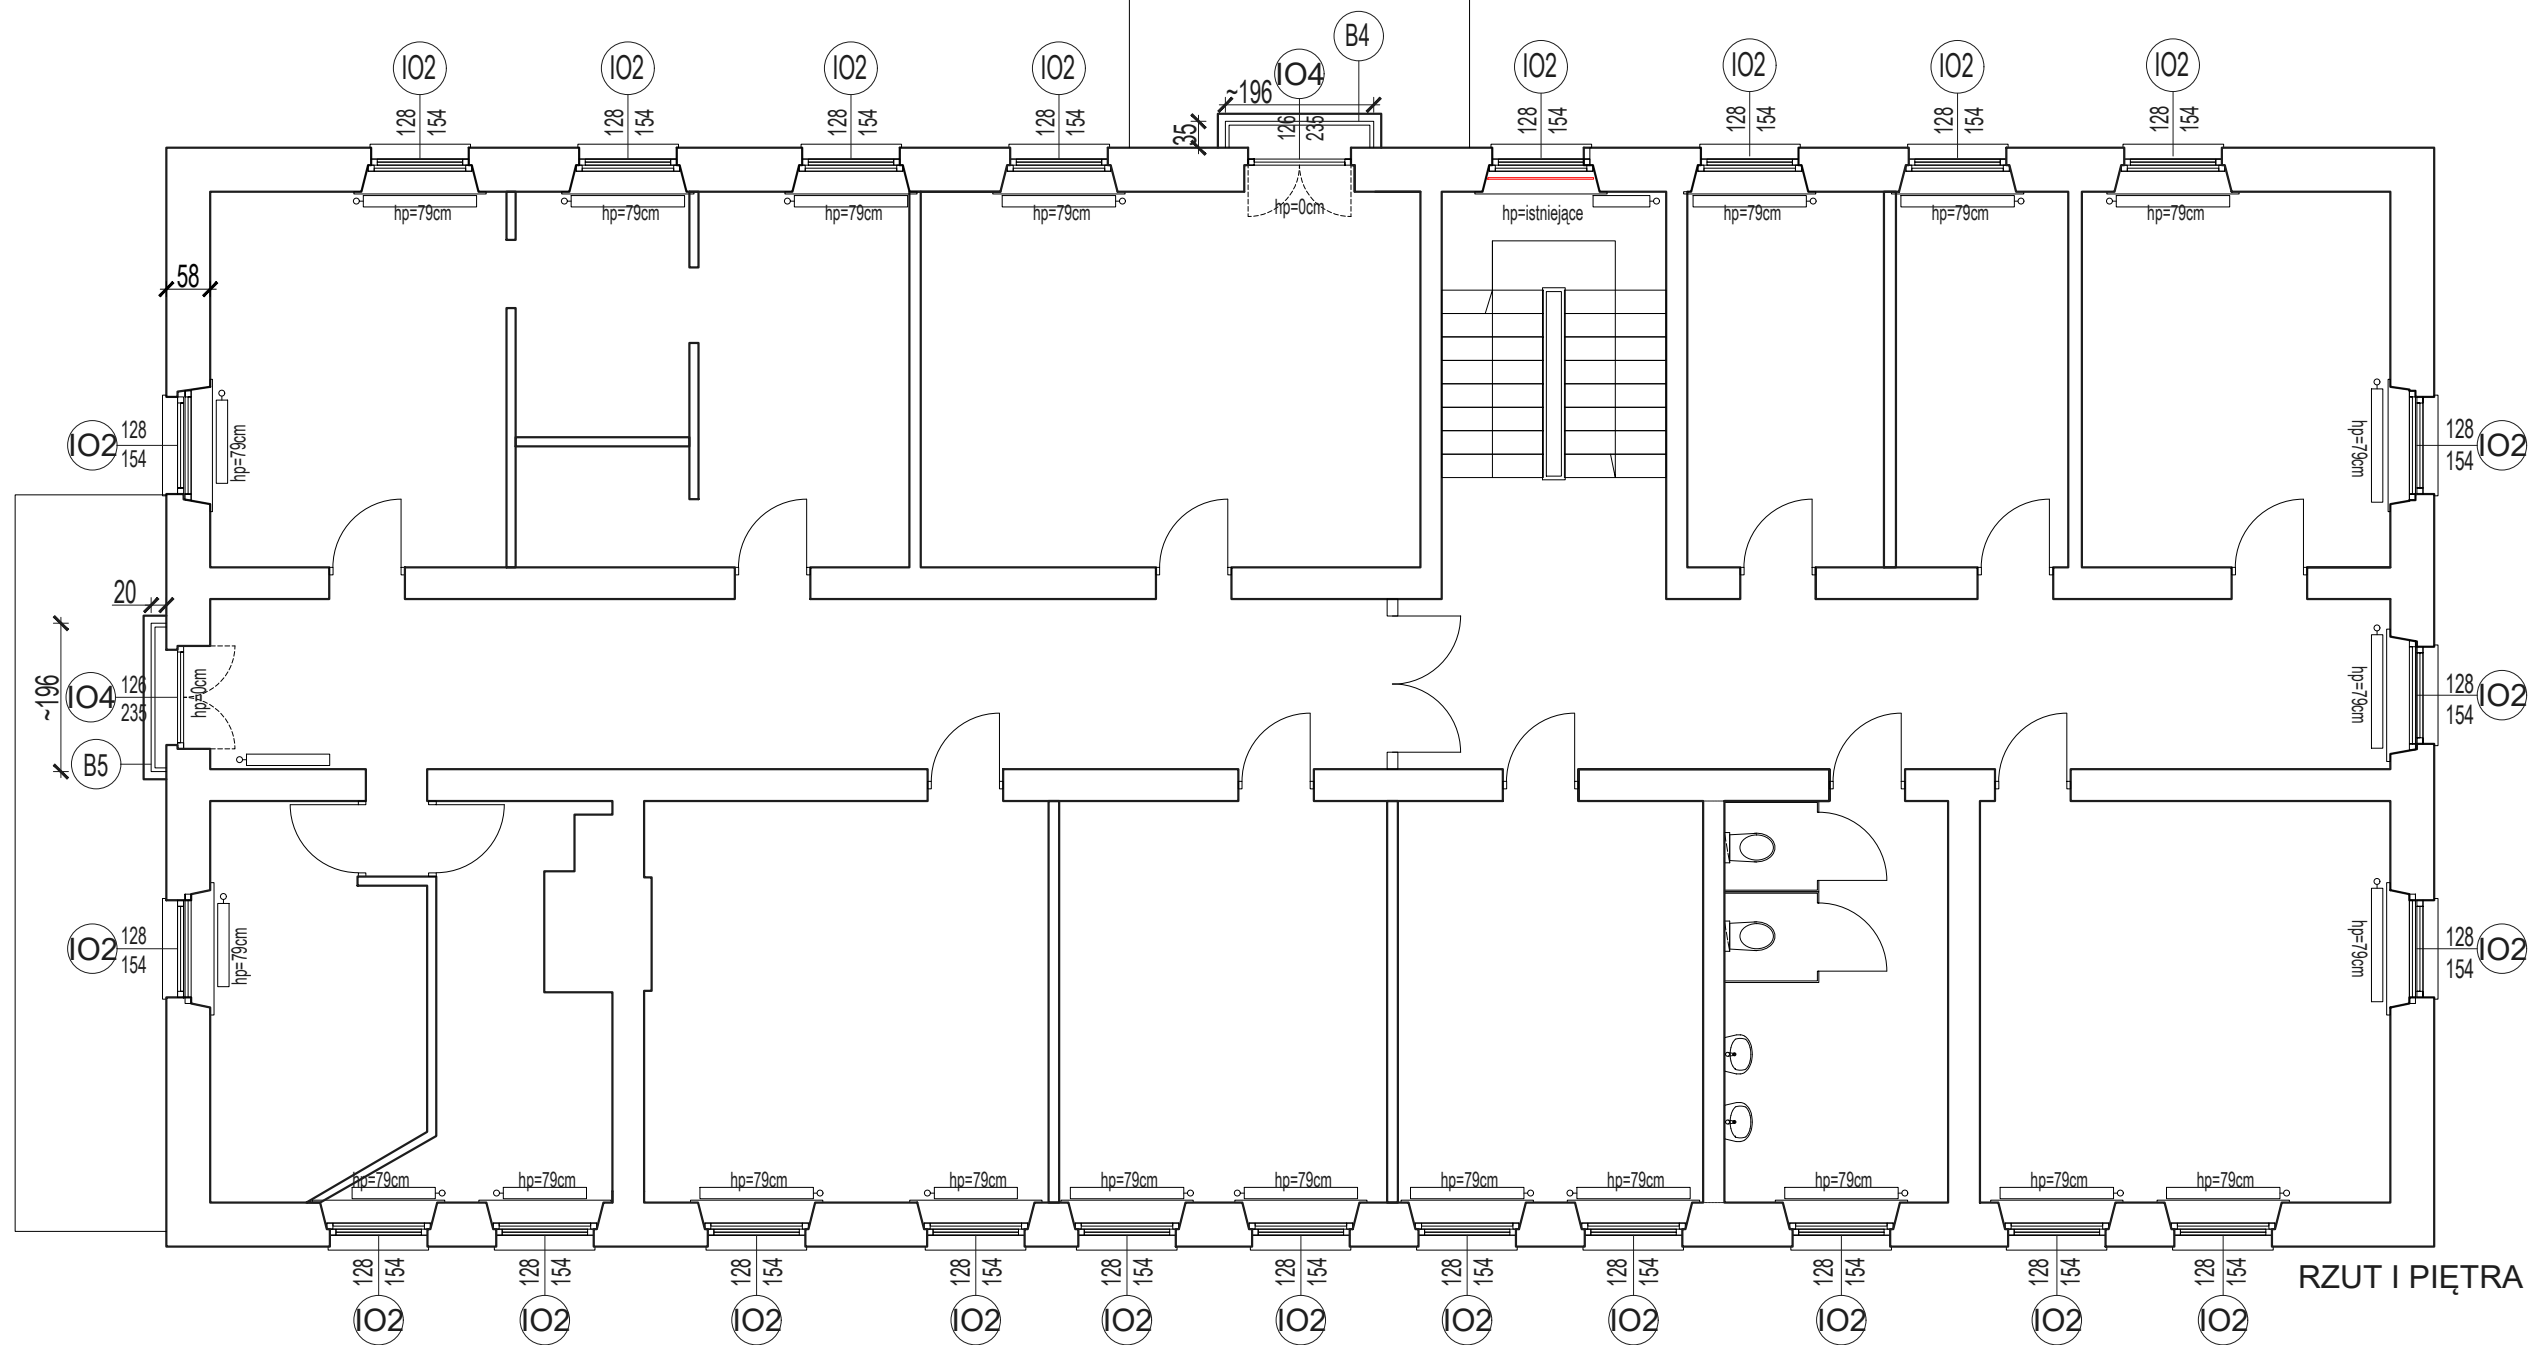 B4
IO2
IO2
IO2
IO2
IO4
IO2
IO2
IO2
IO2
~196
35
128
154
128
154
128
154
128
154
126
235
128
154
128
154
128
154
128
154
hp=79cm
hp=79cm
hp=79cm
hp=79cm
hp=0cm
hp=istniejące
hp=79cm
hp=79cm
hp=79cm
58
IO2
128
154
hp=79cm
hp=79cm
128
154
IO2
20
~196
IO4
126
235
hp=0cm
B5
hp=79cm
128
154
IO2
IO2
128
154
hp=79cm
hp=79cm
128
154
IO2
hp=79cm
hp=79cm
hp=79cm
hp=79cm
hp=79cm
hp=79cm
hp=79cm
hp=79cm
hp=79cm
hp=79cm
hp=79cm
128
154
128
154
128
154
128
154
128
154
128
154
128
154
128
154
128
154
128
154
128
154
RZUT I PIĘTRA
IO2
IO2
IO2
IO2
IO2
IO2
IO2
IO2
IO2
IO2
IO2